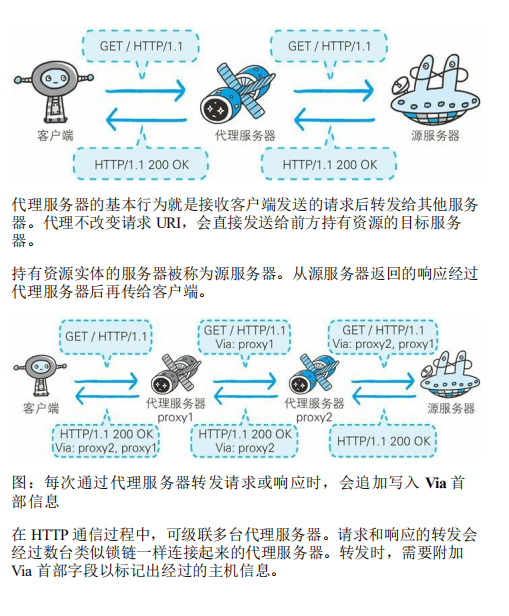 GET / HTTP/1.1
GET / HTTP/1.1
客户端
代理服务器
源服务器
HTTP/1.1 200 OK
HTTP/1.1 200 OK
代理服务器的基本行为就是接收客户端发送的请求后转发给其他服务
器。代理不改变请求 URI，会直接发送给前方持有资源的目标服务
器。
持有资源实体的服务器被称为源服务器。从源服务器返回的响应经过
代理服务器后再传给客户端。
GET / HTTP/1.1
GET / HTTP/1.1
Via: proxy1
GET / HTTP/1.1
Via: proxy2, proxy1
客户端
代理服务器
proxy1
代理服务器
proxy2
源服务器
HTTP/1.1 200 OK
Via: proxy2, proxy1
HTTP/1.1 200 OK
Via: proxy2
HTTP/1.1 200 OK
图：每次通过代理服务器转发请求或响应时，会追加写入 Via 首
部信息
在 HTTP 通信过程中，可级联多台代理服务器。请求和响应的转发会
经过数台类似锁链一样连接起来的代理服务器。转发时，需要附加
Via 首部字段以标记出经过的主机信息。